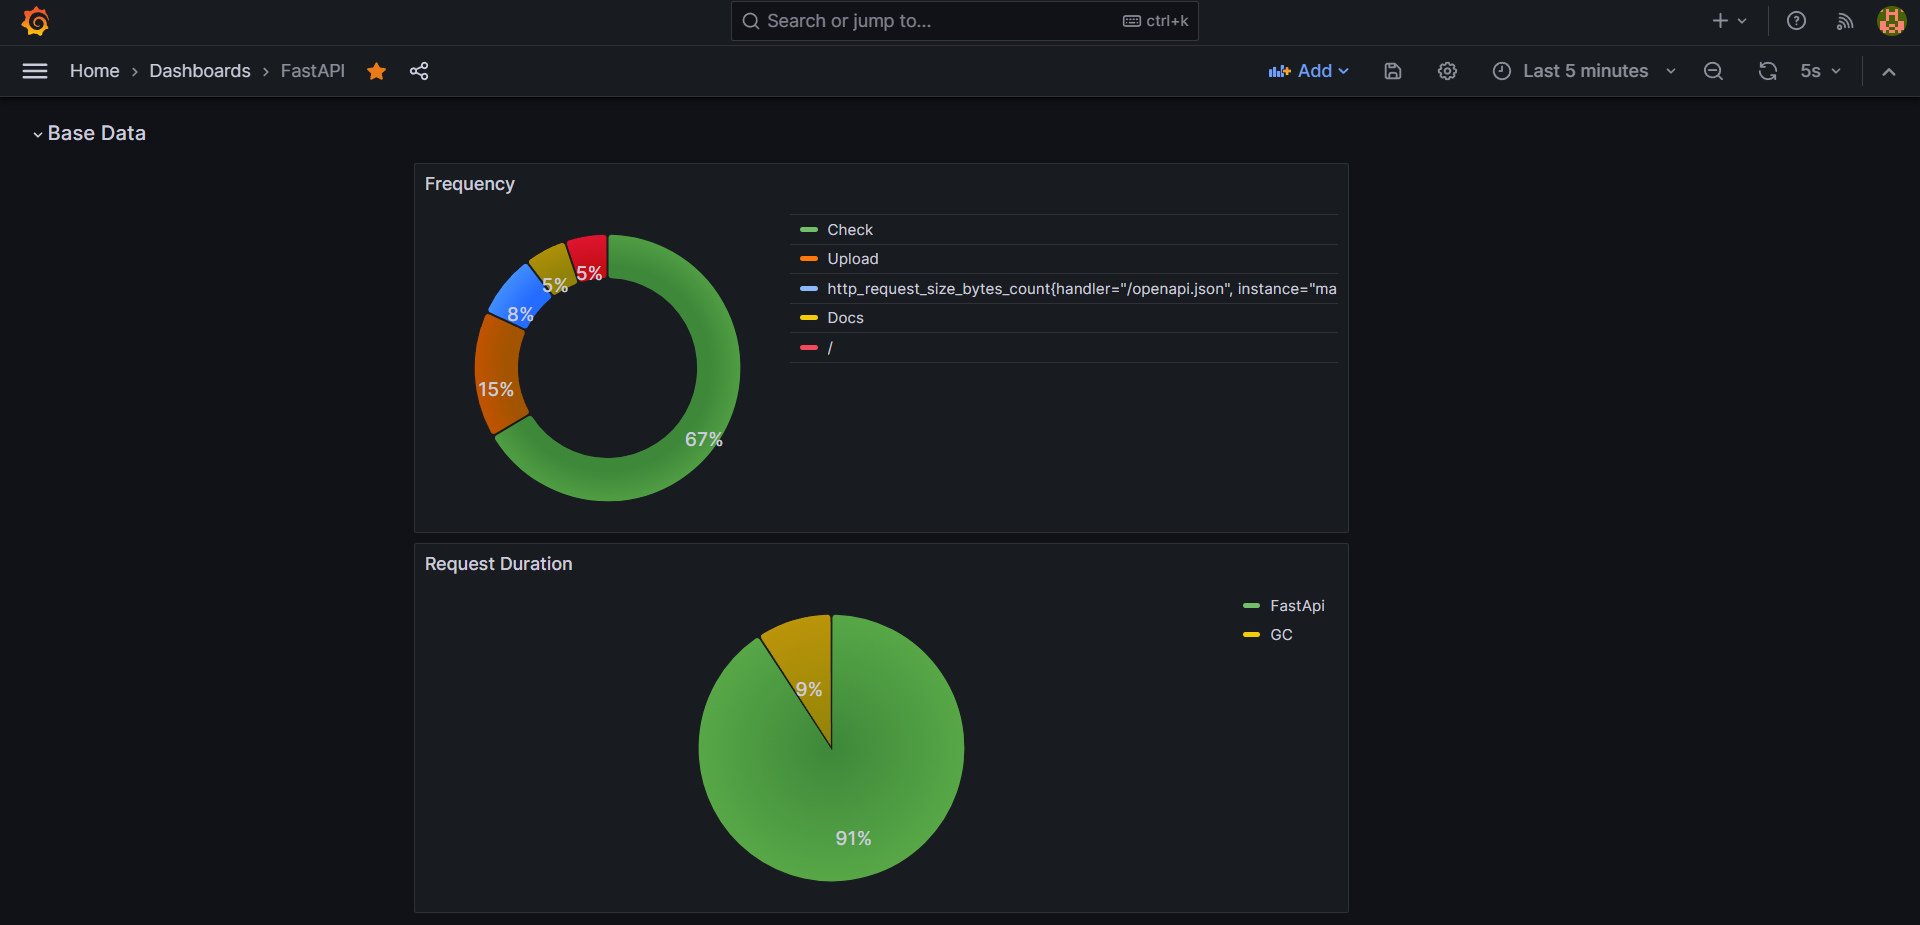 Search or jump to...
ctrl+k
Home
Dashboards
FastAPI
Add
Last 5 minutes
5s
Base Data
Frequency
Check
Upload
http_request_size_bytes_count{handler="/openapi.json", instance="ma
Docs
/
5%
5%
8%
15%
67%
Request Duration
FastApi
GC
9%
91%